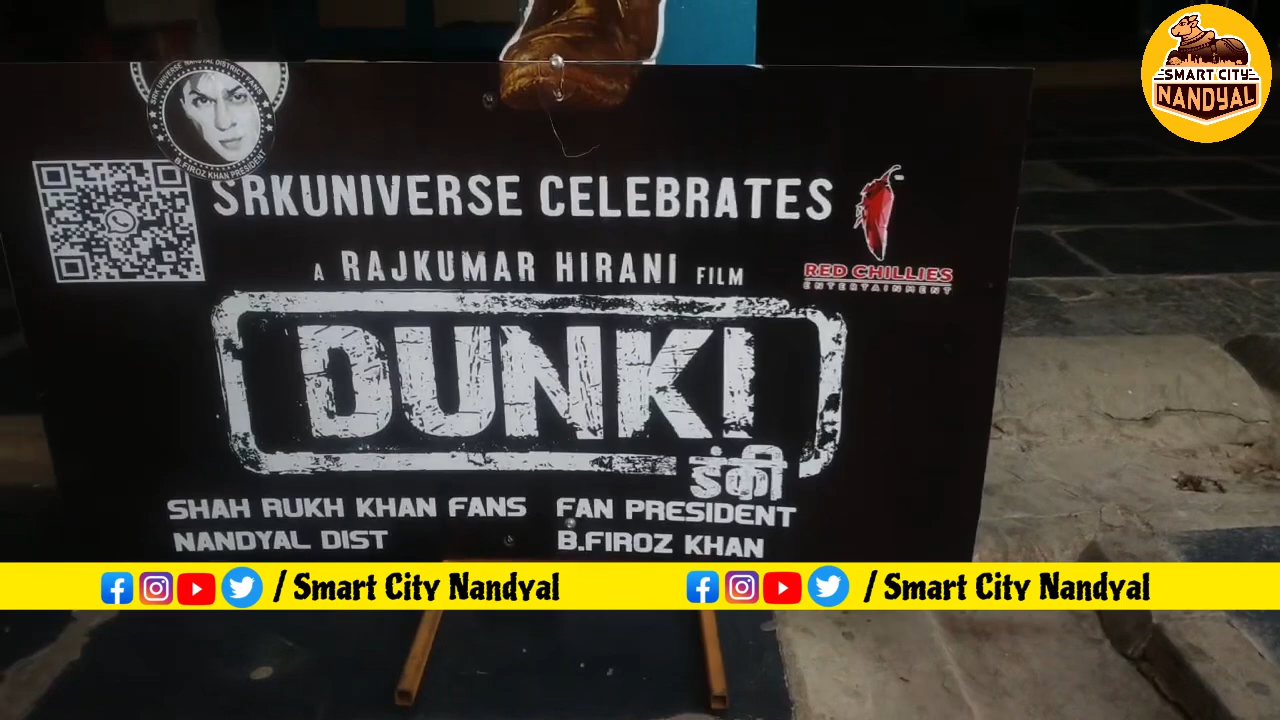 SRK UNIVERSE NANDYAL DISTRICT FANS
B.FIROZ KHAN PRESIDENT
SMART CITY
NANDYAL
SRKUNIVERSE CELEBRATES
A RAJKUMAR HIRANI FILM
RED CHILLIES
ENTERTAINMENT
DUNKI
डंकी
SHAH RUKH KHAN FANS
NANDYAL DIST
FAN PRESIDENT
B.FIROZ KHAN
/ Smart City Nandyal
/ Smart City Nandyal